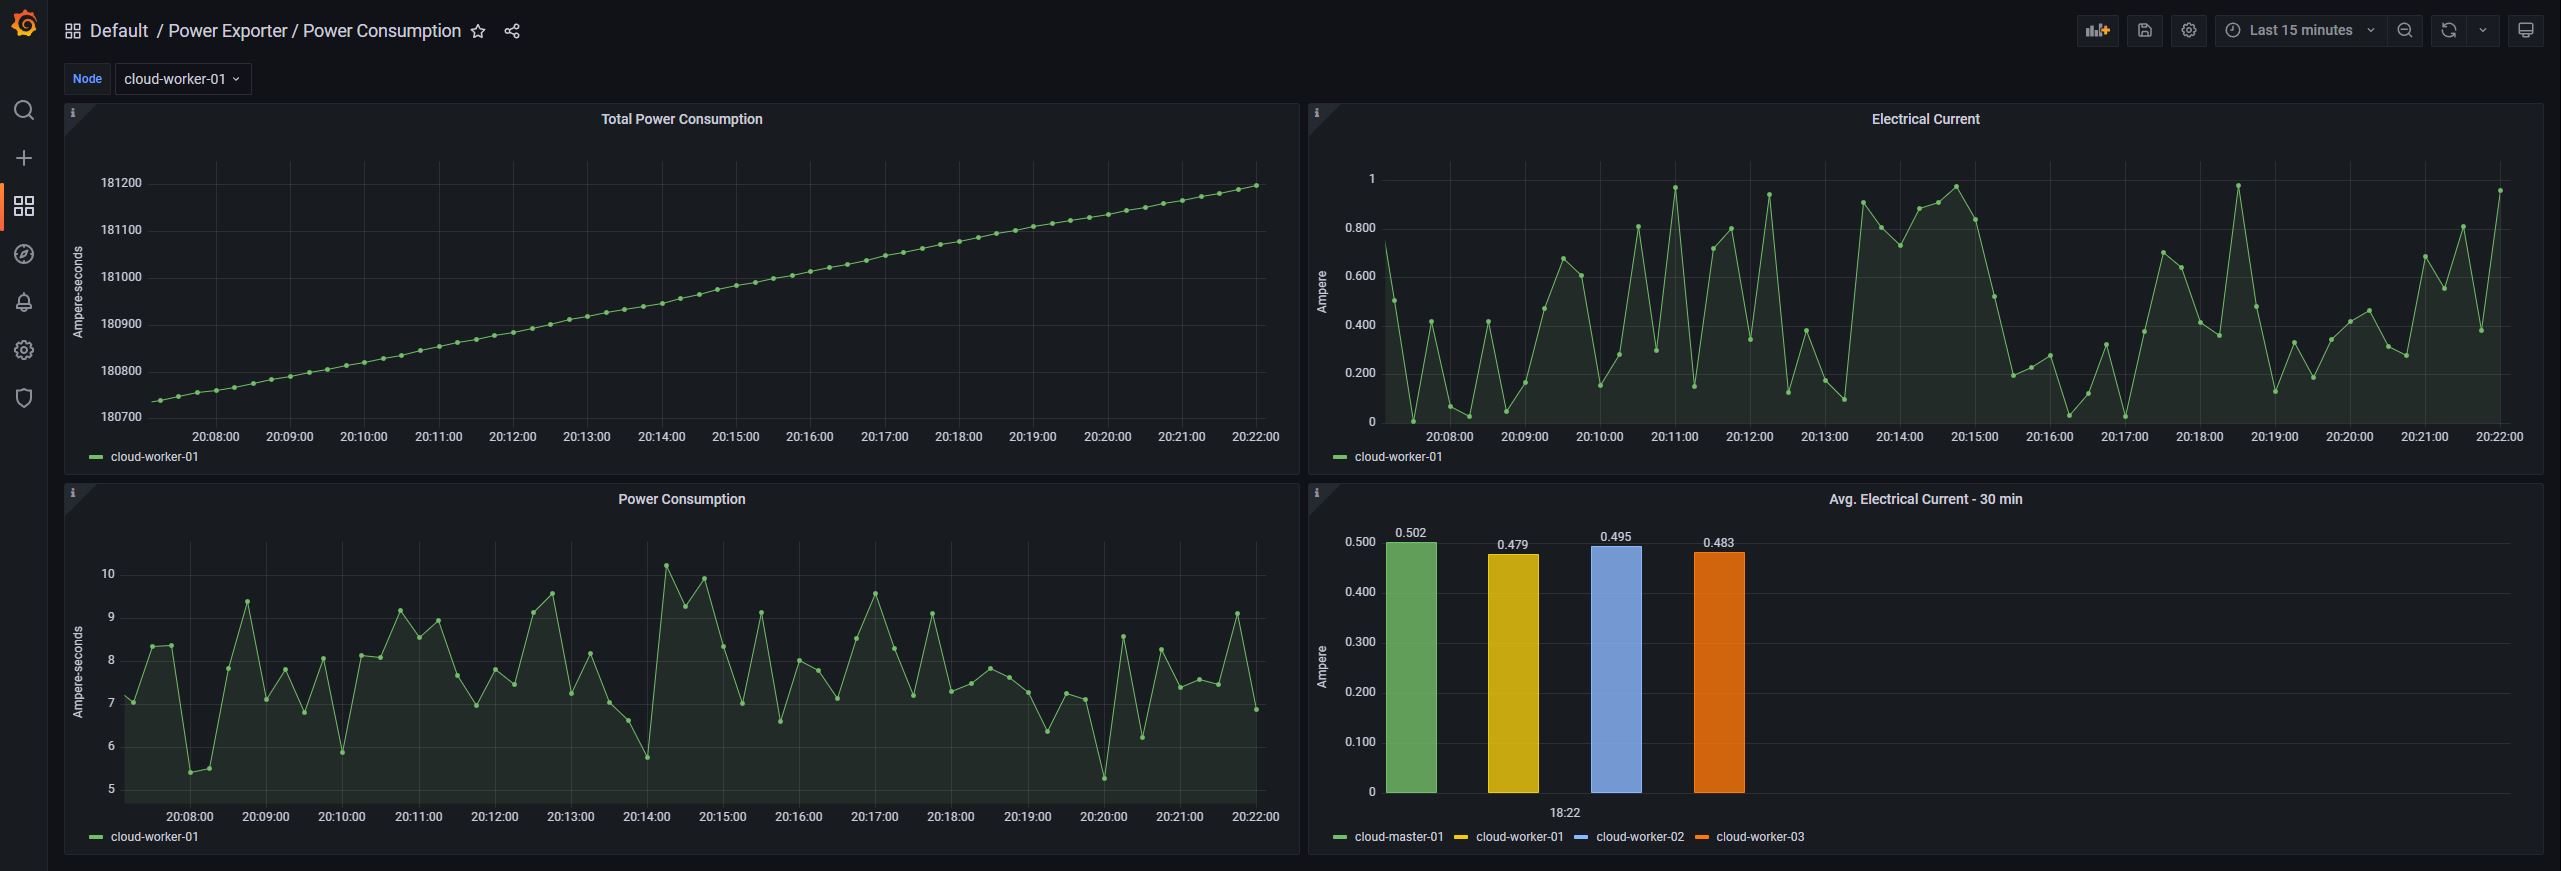 Default / Power Exporter / Power Consumption
Last 15 minutes
Node
cloud-worker-01
Total Power Consumption
Ampere-seconds
181200
181100
181000
180900
180800
180700
20:08:00 20:09:00 20:10:00 20:11:00 20:12:00 20:13:00 20:14:00 20:15:00 20:16:00 20:17:00 20:18:00 20:19:00 20:20:00 20:21:00 20:22:00
cloud-worker-01
Electrical Current
Ampere
1
0.800
0.600
0.400
0.200
0
20:08:00 20:09:00 20:10:00 20:11:00 20:12:00 20:13:00 20:14:00 20:15:00 20:16:00 20:17:00 20:18:00 20:19:00 20:20:00 20:21:00 20:22:00
cloud-worker-01
Power Consumption
Ampere-seconds
10
9
8
7
6
5
20:08:00 20:09:00 20:10:00 20:11:00 20:12:00 20:13:00 20:14:00 20:15:00 20:16:00 20:17:00 20:18:00 20:19:00 20:20:00 20:21:00 20:22:00
cloud-worker-01
Avg. Electrical Current - 30 min
Ampere
0.500
0.400
0.300
0.200
0.100
0
0.502
0.479
0.495
0.483
18:22
cloud-master-01 cloud-worker-01 cloud-worker-02 cloud-worker-03